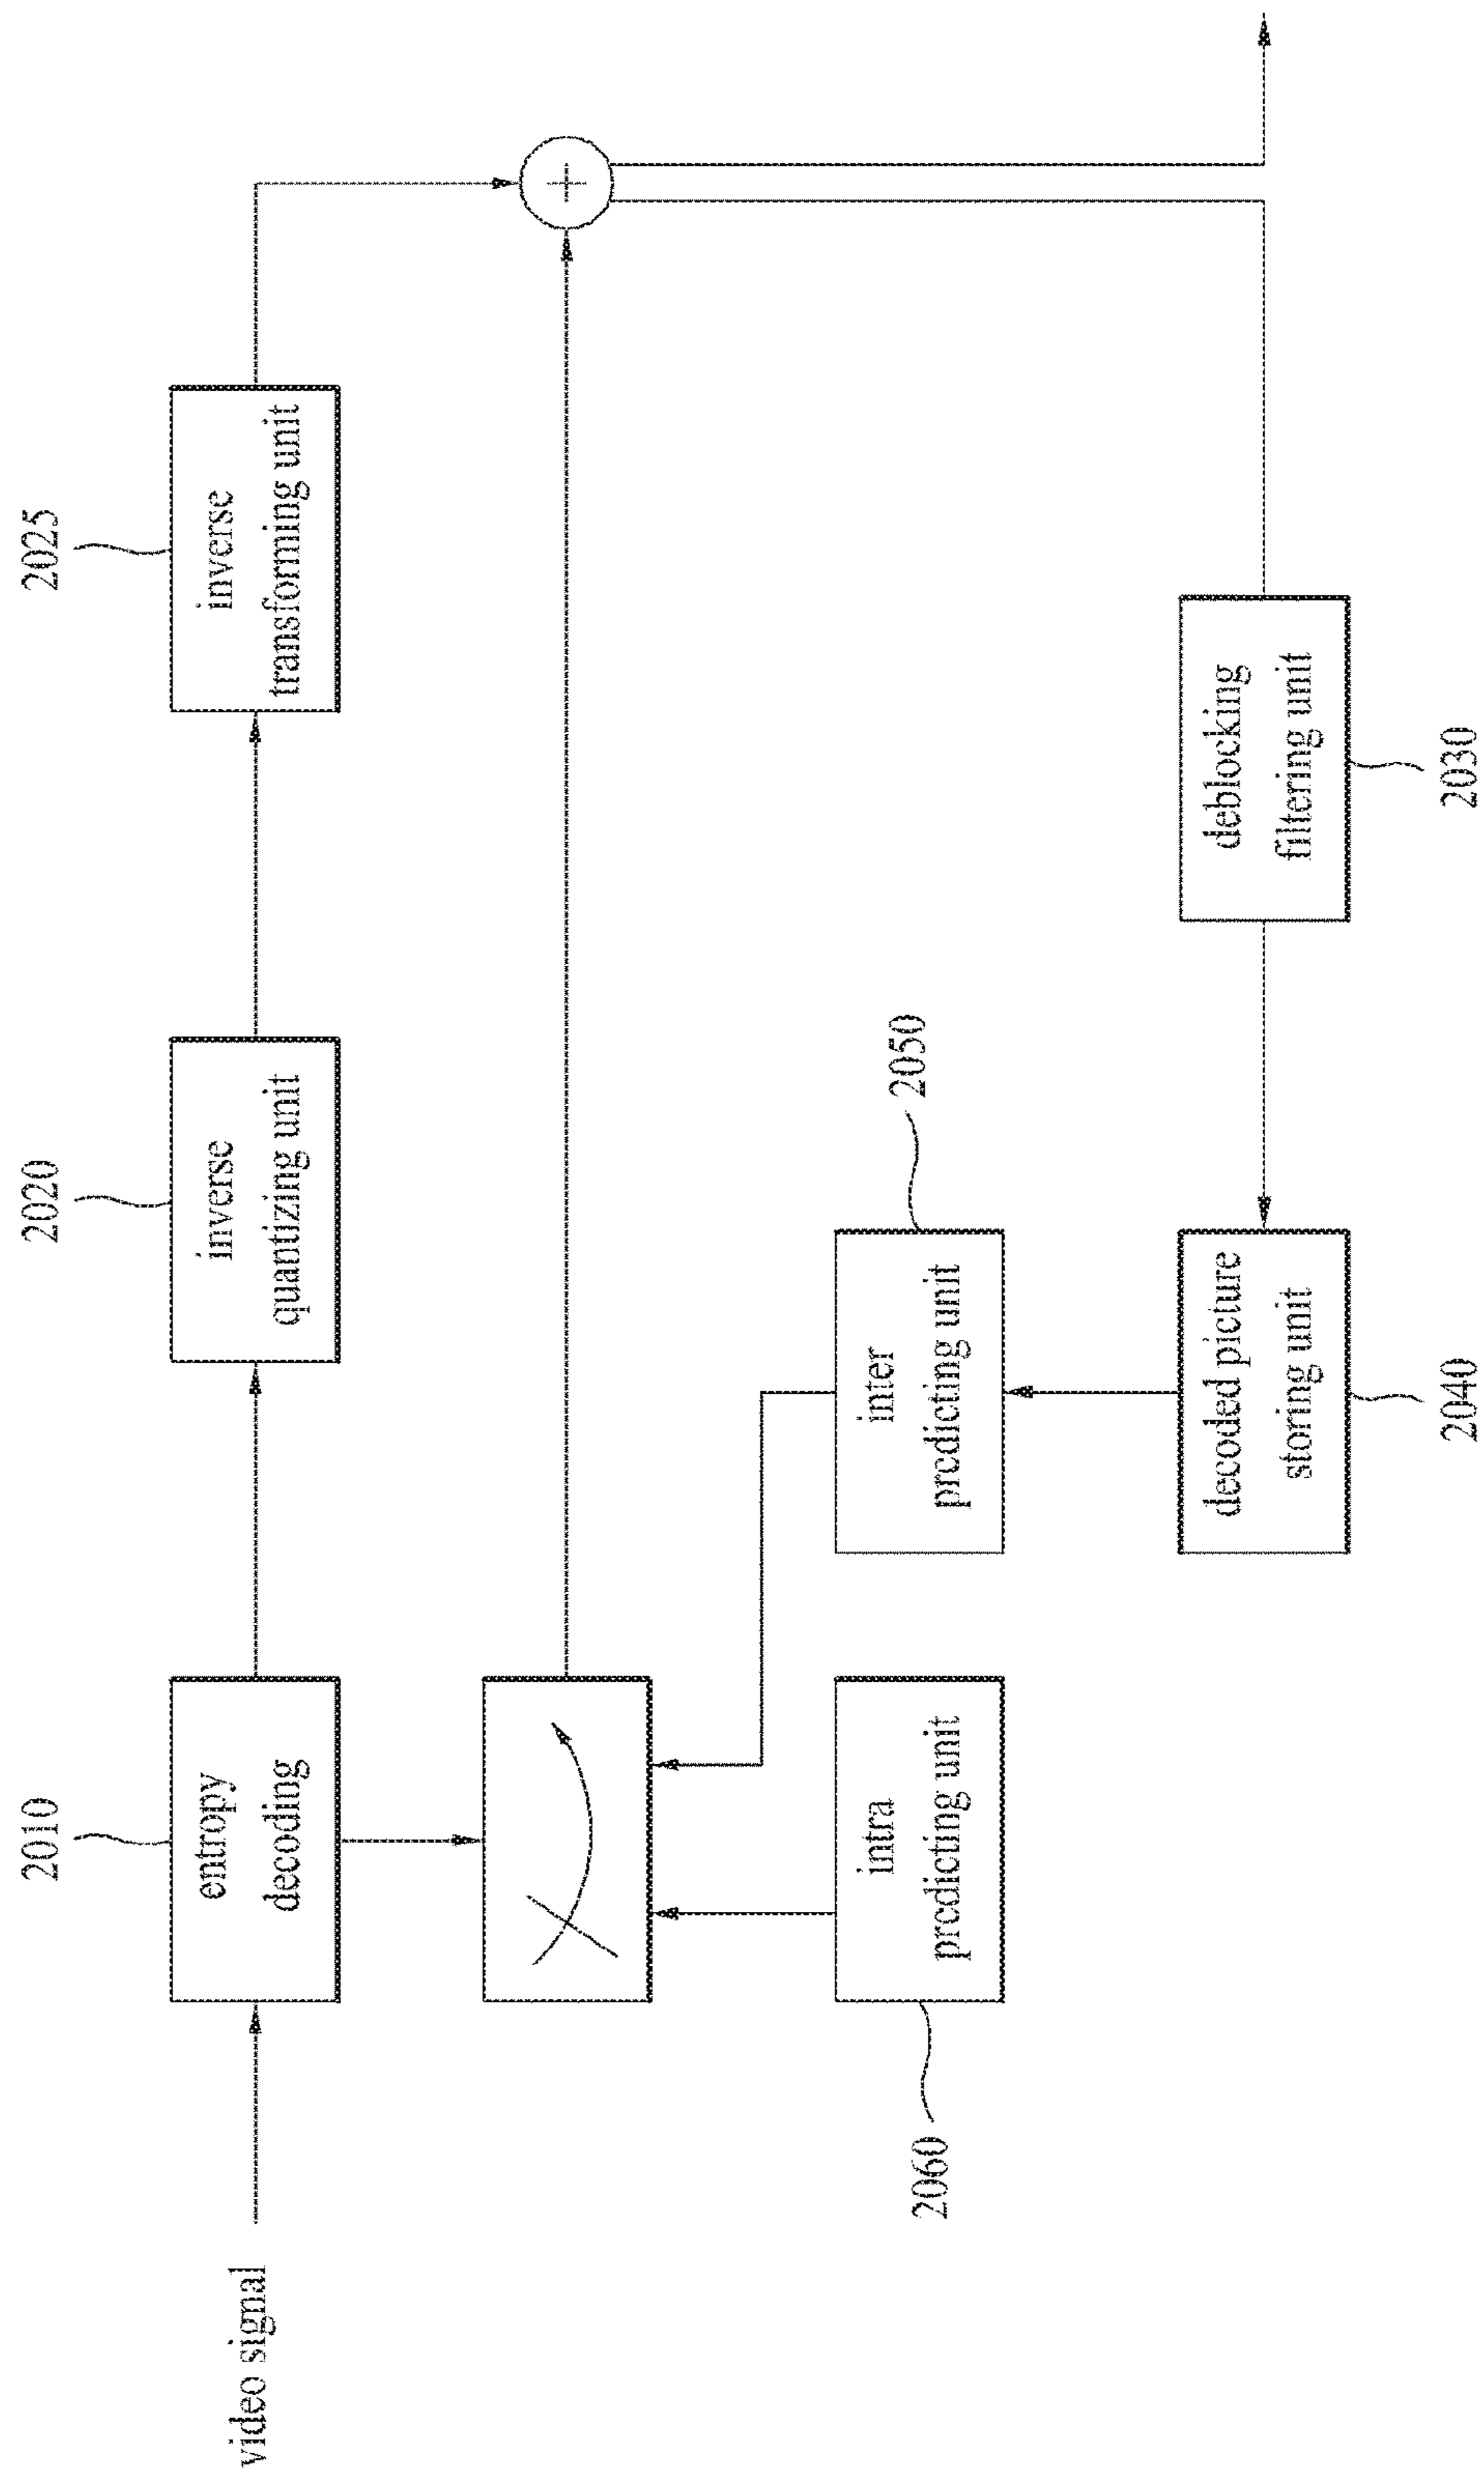 2010
2020
2025
video signal
entropy
decoding
inverse
quantizing unit
inverse
transforming unit
+
2060
intra
predicting unit
inter
predicting unit
2050
decoded picture
storing unit
deblocking
filtering unit
2040
2030